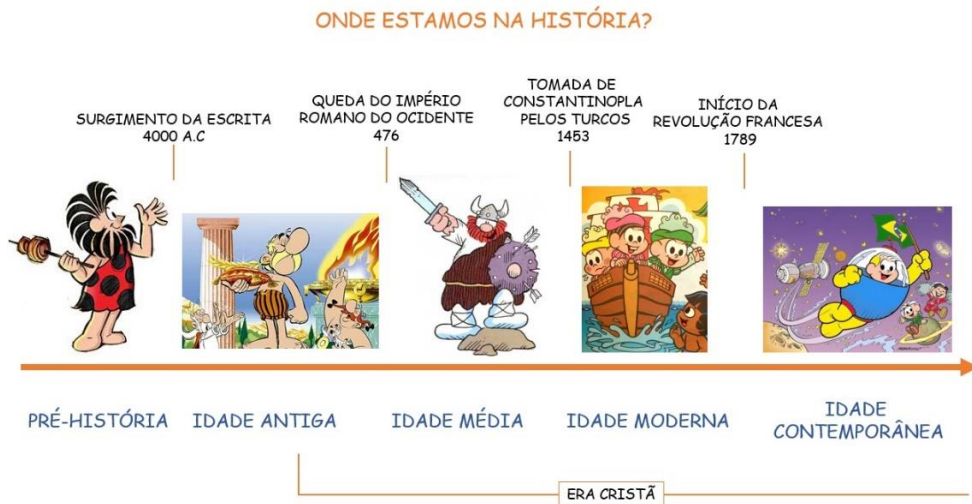 ONDE ESTAMOS NA HISTÓRIA?
SURGIMENTO DA ESCRITA
4000 A.C
QUEDA DO IMPÉRIO
ROMANO DO OCIDENTE
476
TOMADA DE
CONSTANTINOPLA
PELOS TURCOS
1453
INÍCIO DA
REVOLUÇÃO FRANCESA
1789
PRÉ-HISTÓRIA
IDADE ANTIGA
IDADE MÉDIA
IDADE MODERNA
IDADE
CONTEMPORÂNEA
ERA CRISTÃ